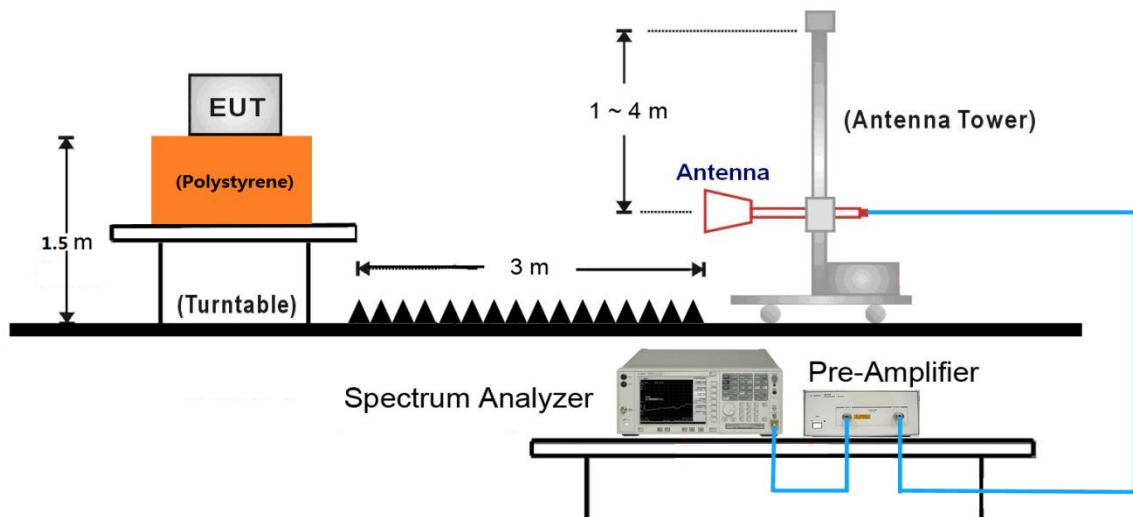 EUT
(Polystyrene)
1.5 m
(Turntable)
3 m
1 ~ 4 m
(Antenna Tower)
Antenna
Spectrum Analyzer
Pre-Amplifier